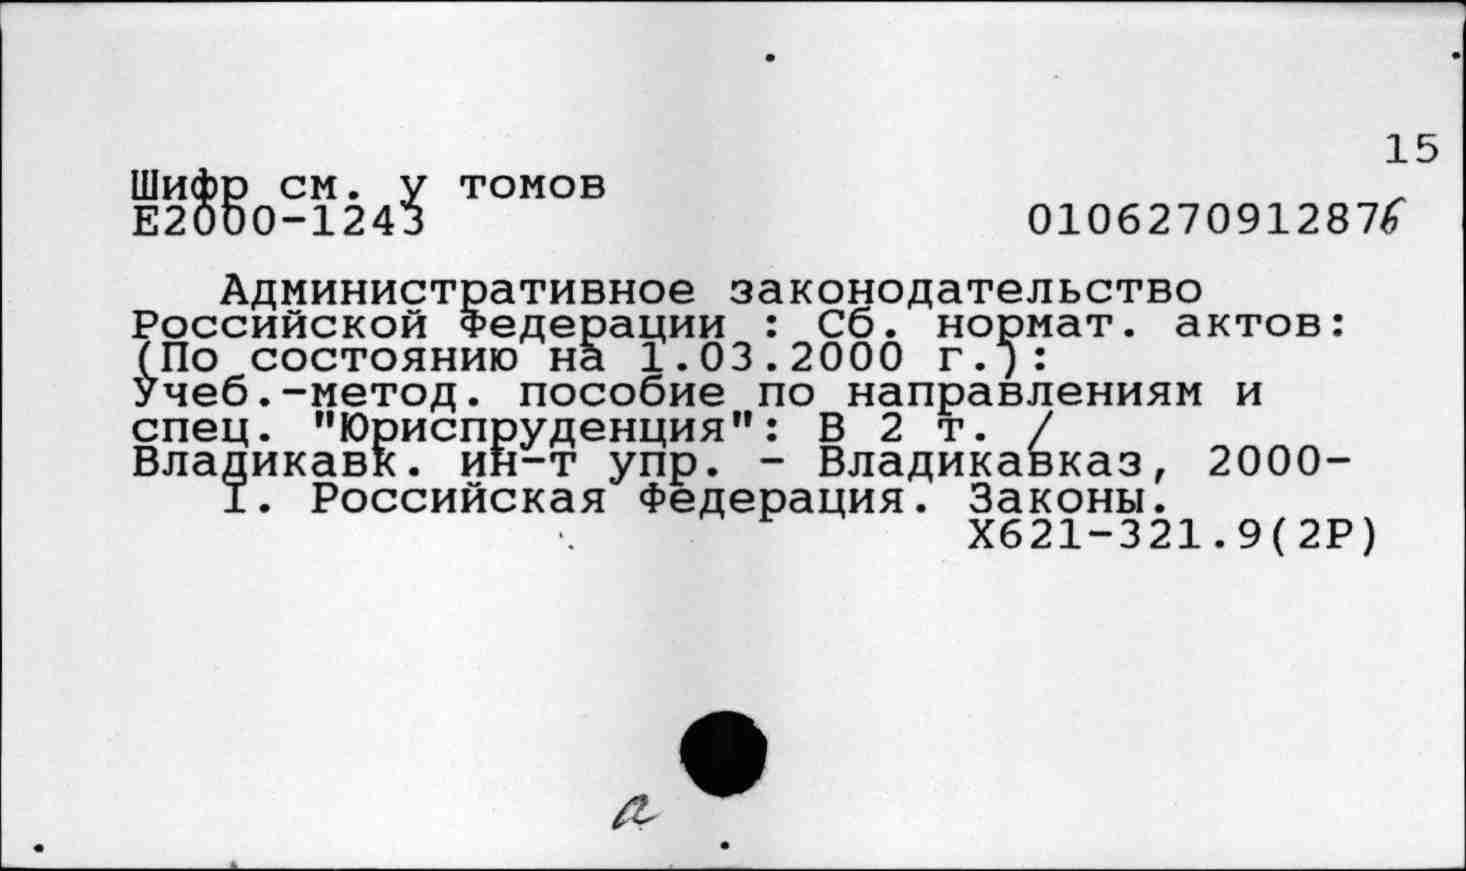 15
Шифр см. у томов
Е2000-1243 0106270912876
Административное законодательство
Российской Федерации : Сб. нормат. актов:
(По состоянию на 1.03.2000 г.):
Учеб.-метод. пособие по направлениям и
спец. "Юриспруденция": В 2 т. /
Владикавк. ин-т упр. - Владикавказ, 2000-
I. Российская Федерация. Законы.
Х621-321.9(2Р)
а